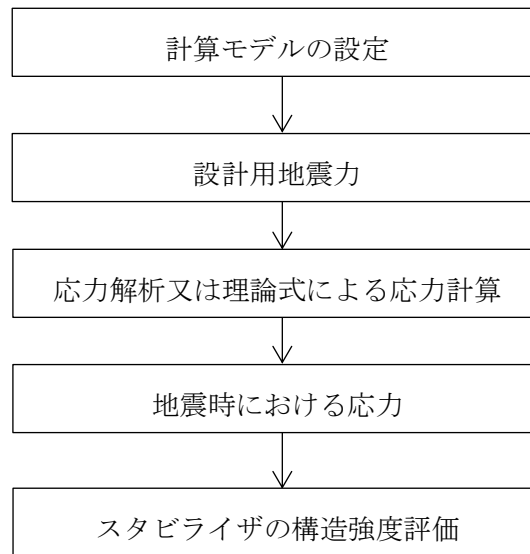 計算モデルの設定
設計用地震力
応力解析又は理論式による応力計算
地震時における応力
スタビライザの構造強度評価